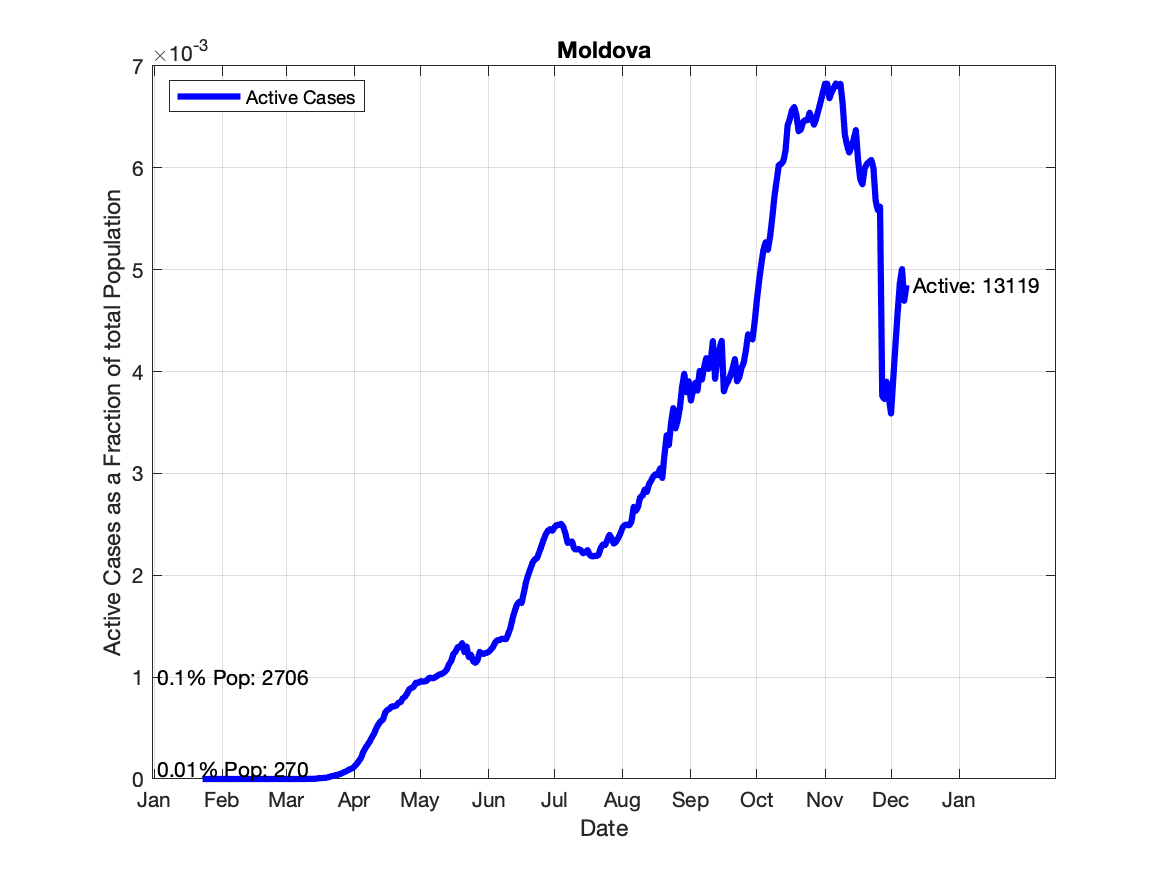 Moldova
×10-3
Active Cases
7
6
5
4
3
2
1
0
Active Cases as a Fraction of total Population
Active: 13119
0.1% Pop: 2706
0.01% Pop: 270
Jan Feb Mar Apr May Jun Jul Aug Sep Oct Nov Dec Jan
Date